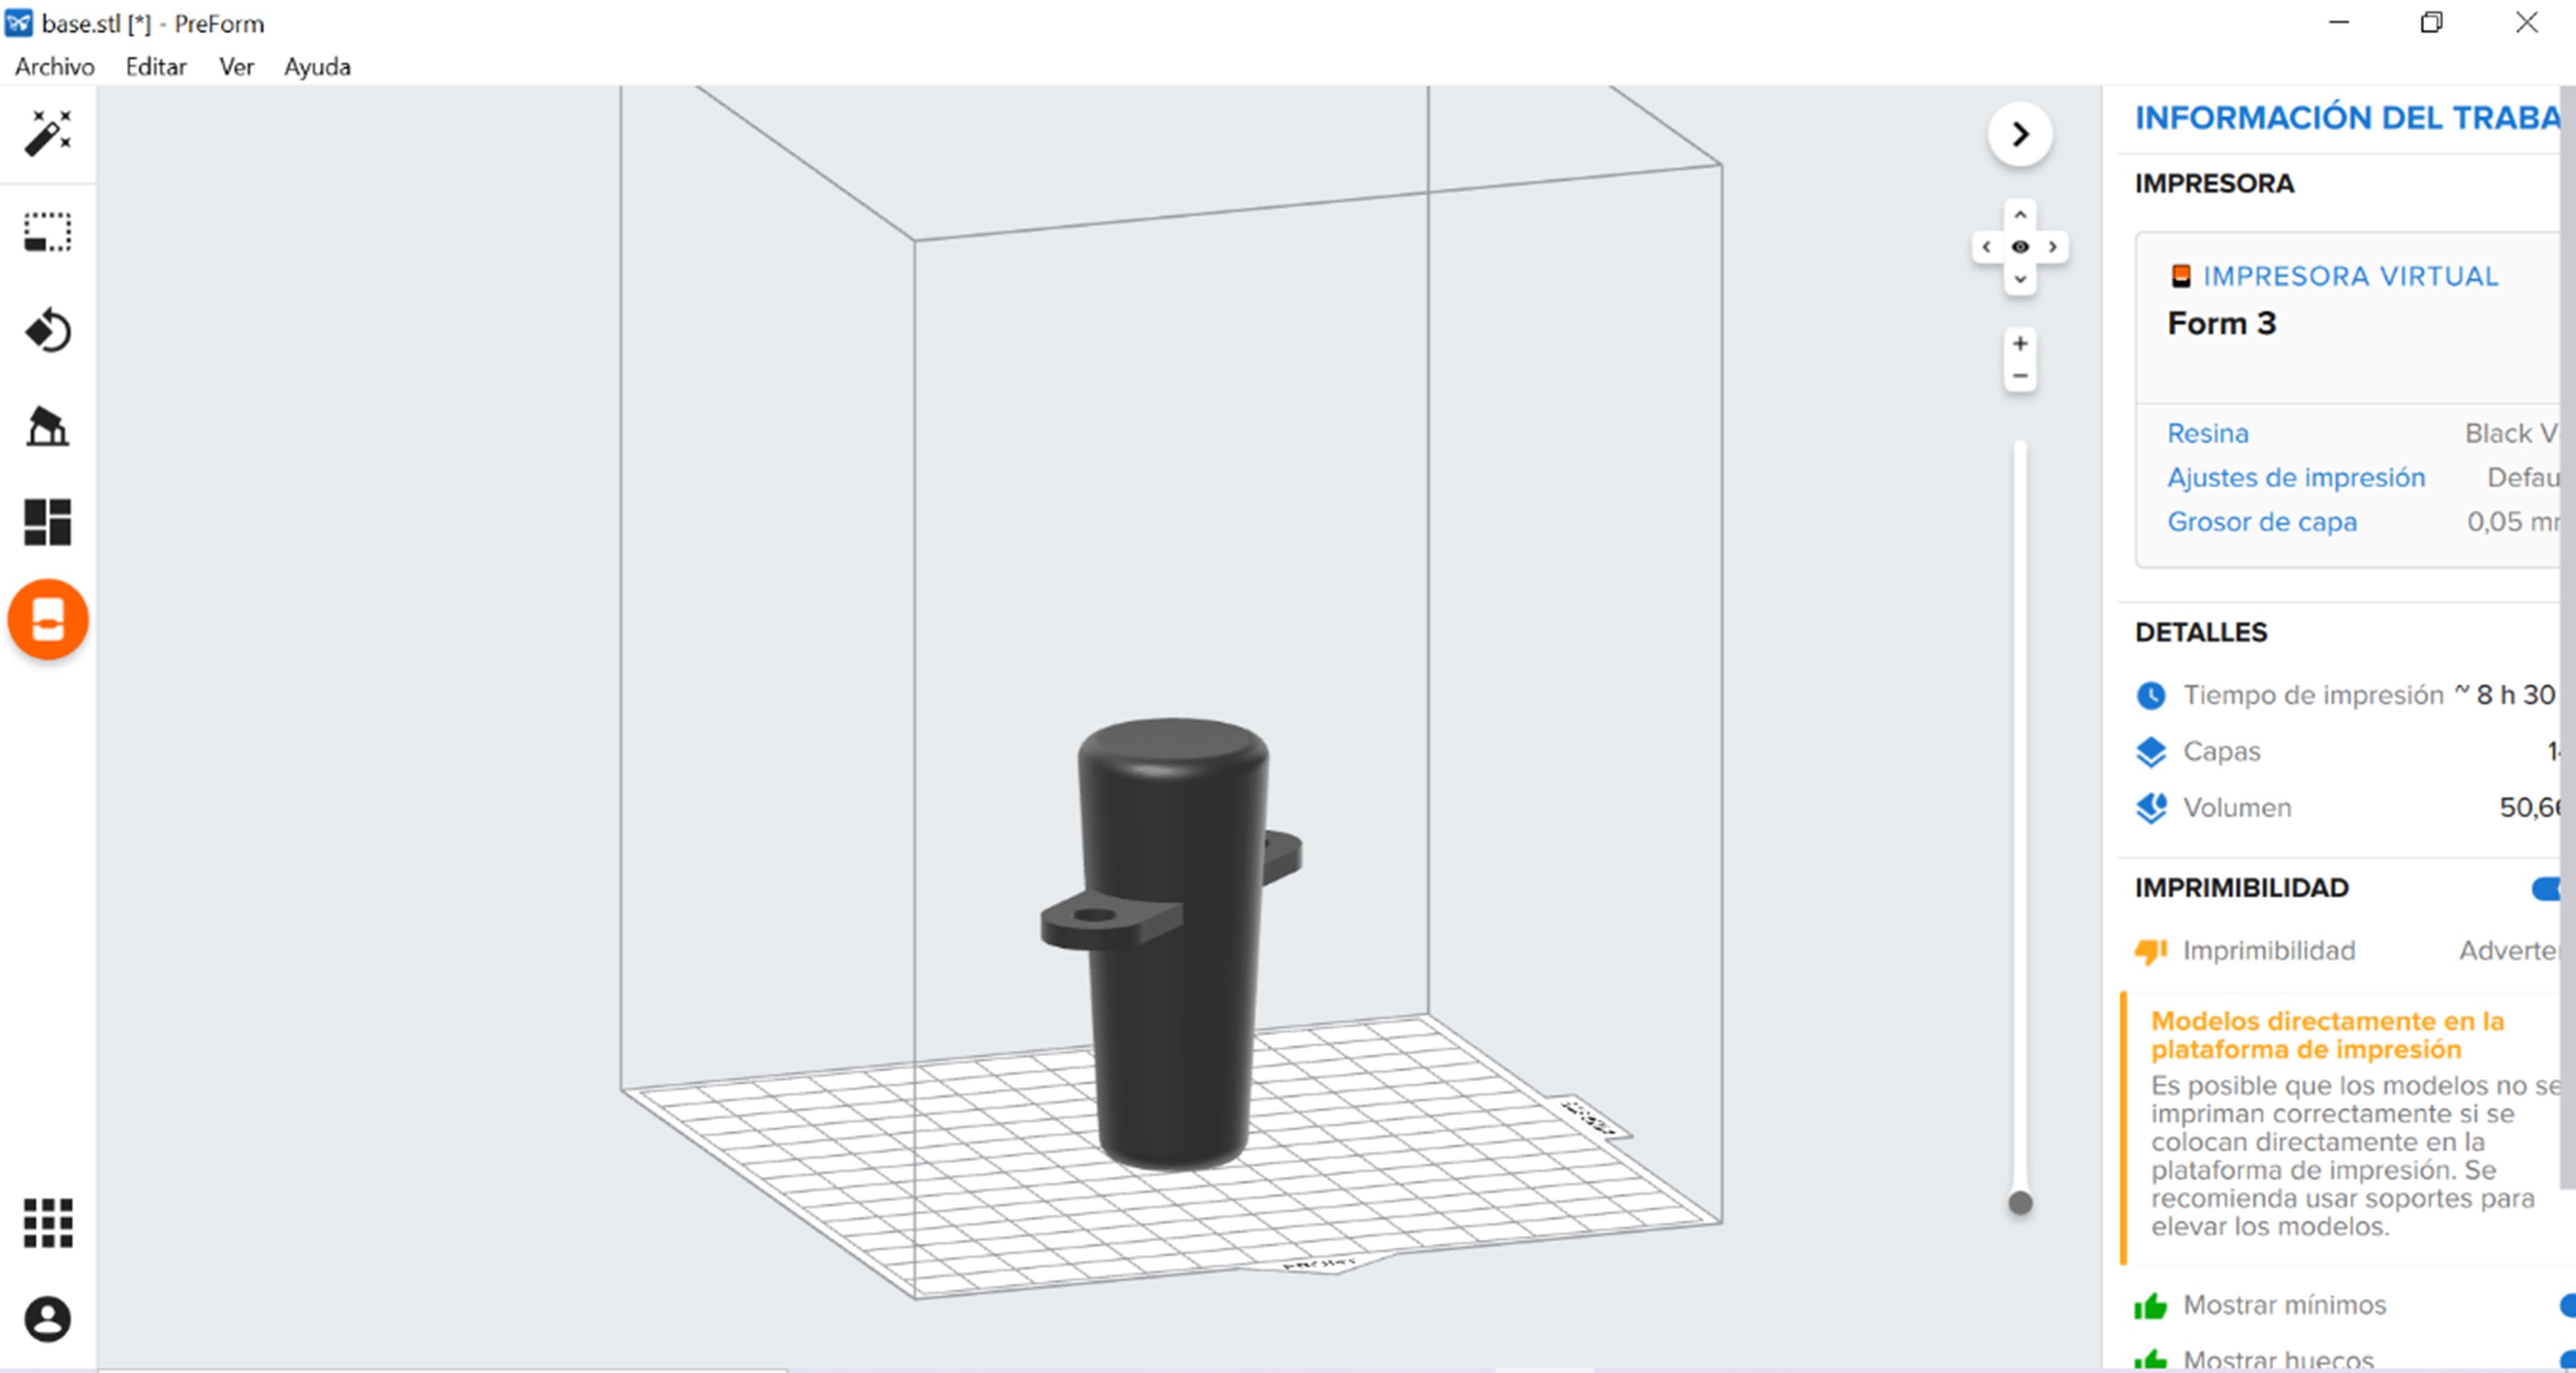 base.stl [*] - PreForm
Archivo Editar Ver Ayuda
INFORMACIÓN DEL TRABA
IMPRESORA
IMPRESORA VIRTUAL
Form 3
Resina Black V
Ajustes de impresión Defau
Grosor de capa 0,05 m
DETALLES
Tiempo de impresión ~ 8 h 30
Capas 1
Volumen 50,6
IMPRIMIBILIDAD
Imprimibilidad Adverte
Modelos directamente en la
plataforma de impresión
Es posible que los modelos no se
impriman correctamente si se
colocan directamente en la
plataforma de impresión. Se
recomienda usar soportes para
elevar los modelos.
Mostrar mínimos
Mostrar huecos